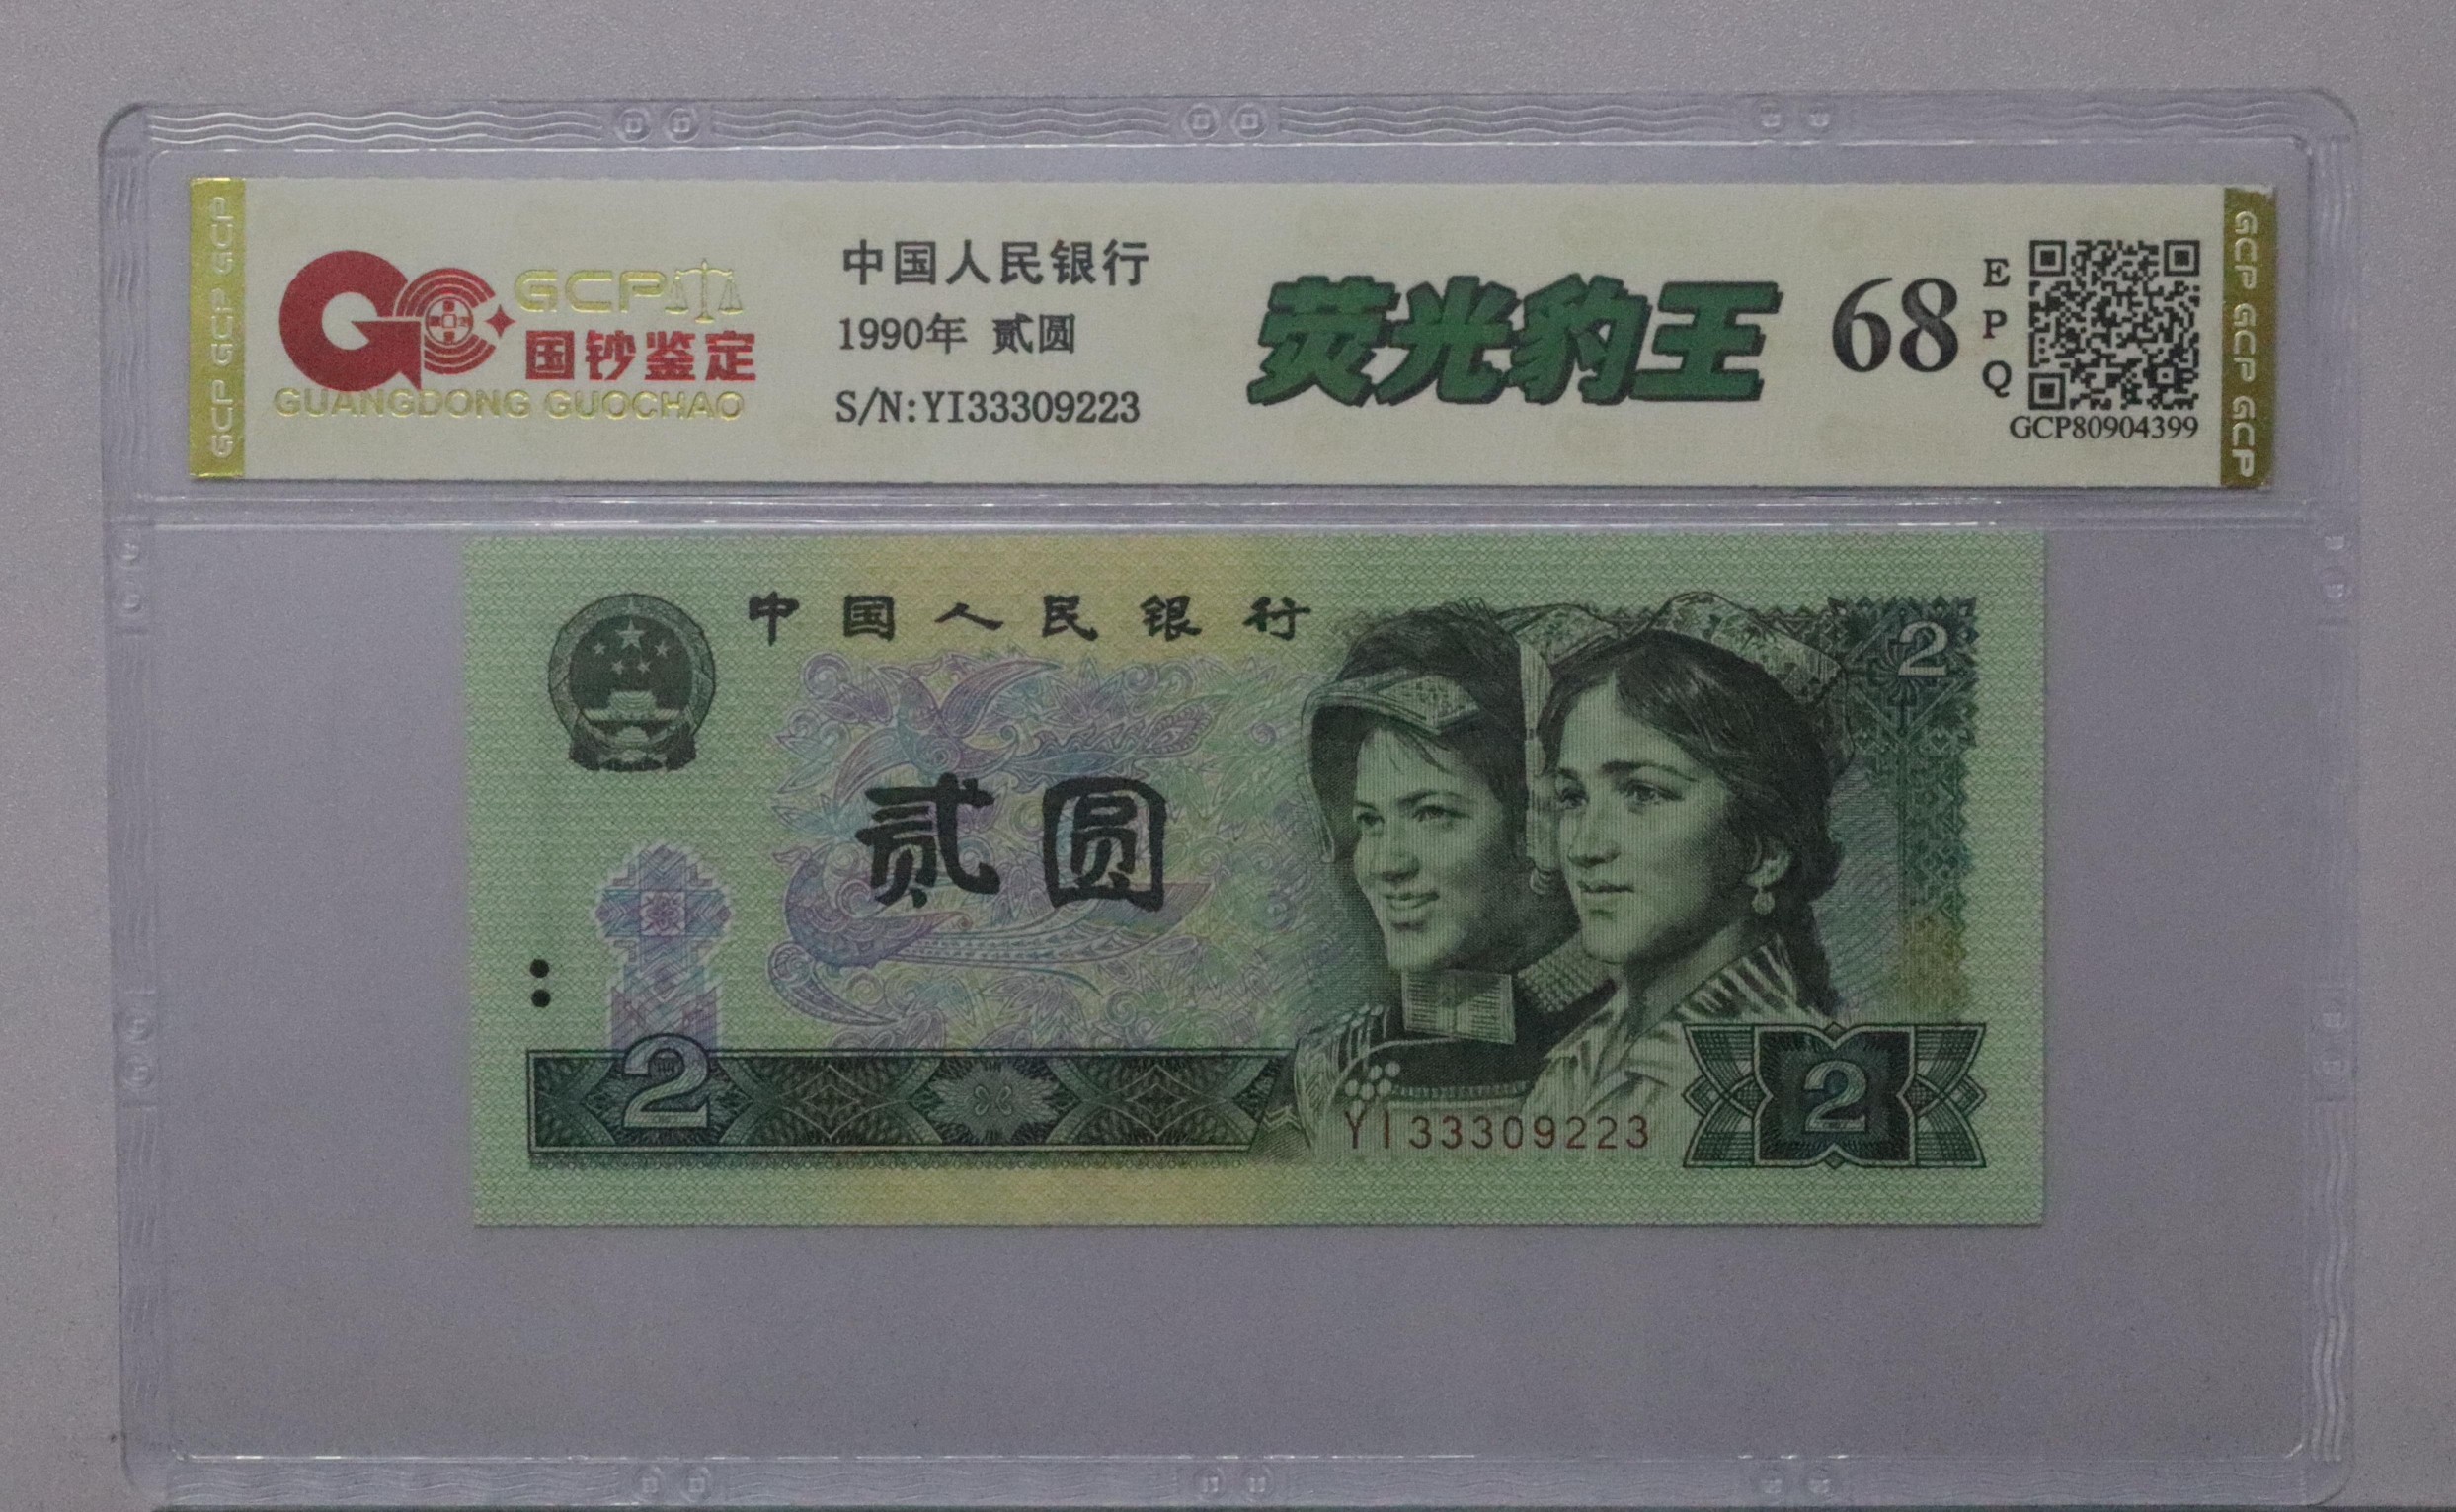 GCP GCP GCP
GCP
国钞鉴定
GUANGDONG GUOCHAO
中国人民银行
1990年 贰圆
S/N:YI33309223
荧光豹王
68
E
P
Q
GCP80904399
GCP GCP GCP
中国人民银行
2
贰圆
2
YI33309223
2